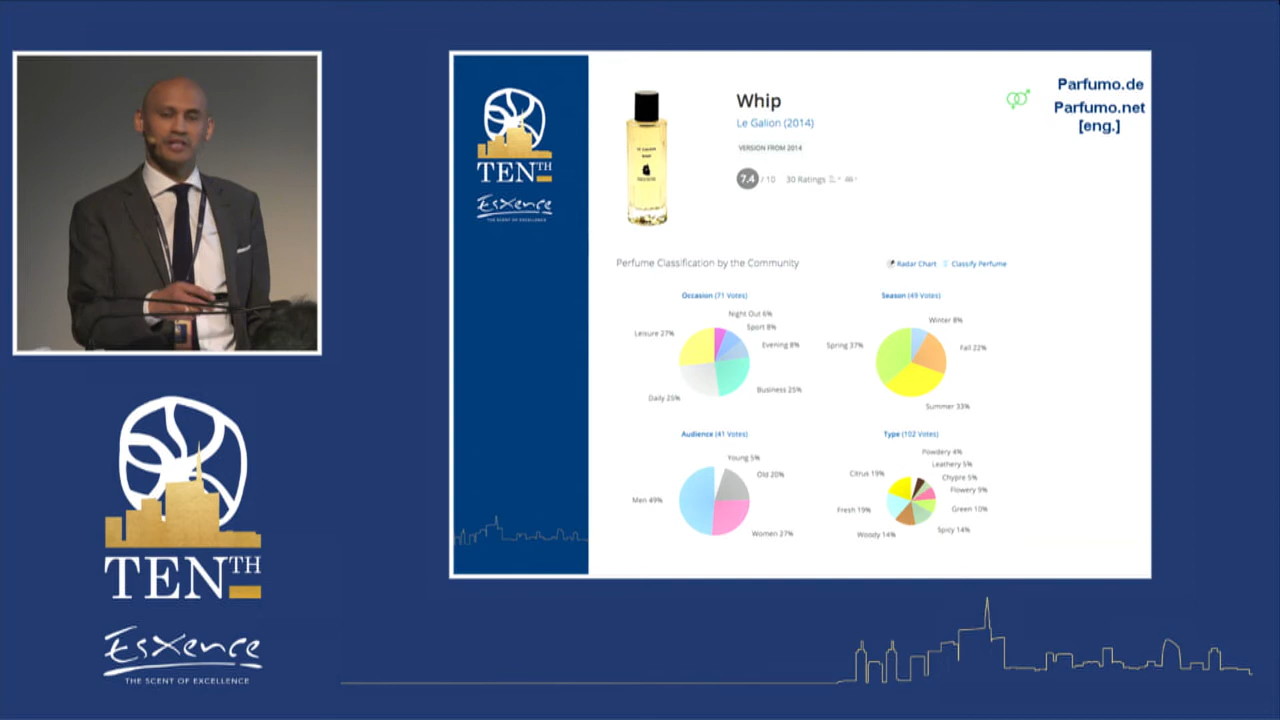 TEN TH
Esxence
THE SCENT OF EXCELLENCE
TEN TH
Esxence
THE SCENT OF EXCELLENCE
Whip
Le Galion (2014)
VERSION FROM 2014
7.4 / 10 30 Ratings
Parfumo.de
Parfumo.net
[eng.]
Perfume Classification by the Community
Radar Chart Classify Perfume
Occasion (71 Votes)
Night Out 6%
Sport 8%
Evening 8%
Business 25%
Daily 25%
Leisure 27%
Season (49 Votes)
Winter 8%
Fall 22%
Summer 33%
Spring 37%
Audience (41 Votes)
Young 5%
Old 20%
Women 27%
Men 49%
Type (102 Votes)
Powdery 4%
Leathery 5%
Chypre 5%
Flowery 9%
Green 10%
Spicy 14%
Woody 14%
Fresh 19%
Citrus 19%